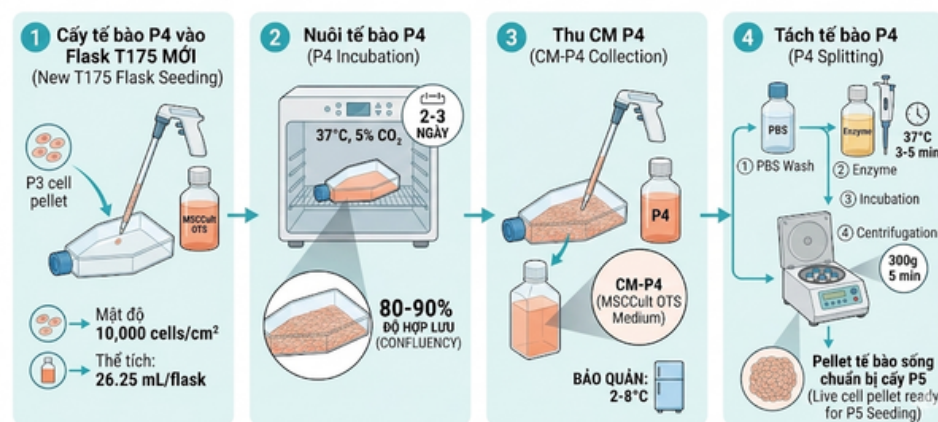 1
Cấy tế bào P4 vào
Flask T175 MỚI
(New T175 Flask Seeding)
P3 cell
pellet
MSCCult
OTS
Mật độ
10,000 cells/cm²
Thể tích:
26.25 mL/flask
2
Nuôi tế bào P4
(P4 Incubation)
2-3
NGÀY
37°C, 5% CO₂
80-90%
ĐỘ HỢP LƯU
(CONFLUENCY)
3
Thu CM P4
(CM-P4 Collection)
P4
CM-P4
(MSCCult OTS
Medium)
BẢO QUẢN:
2-8°C
4
Tách tế bào P4
(P4 Splitting)
PBS
Enzyme
37°C
3-5 min
① PBS Wash
② Enzyme
③ Incubation
④ Centrifugation
300g
5 min
Pellet tế bào sống
chuẩn bị cấy P5
(Live cell pellet ready
for P5 Seeding)